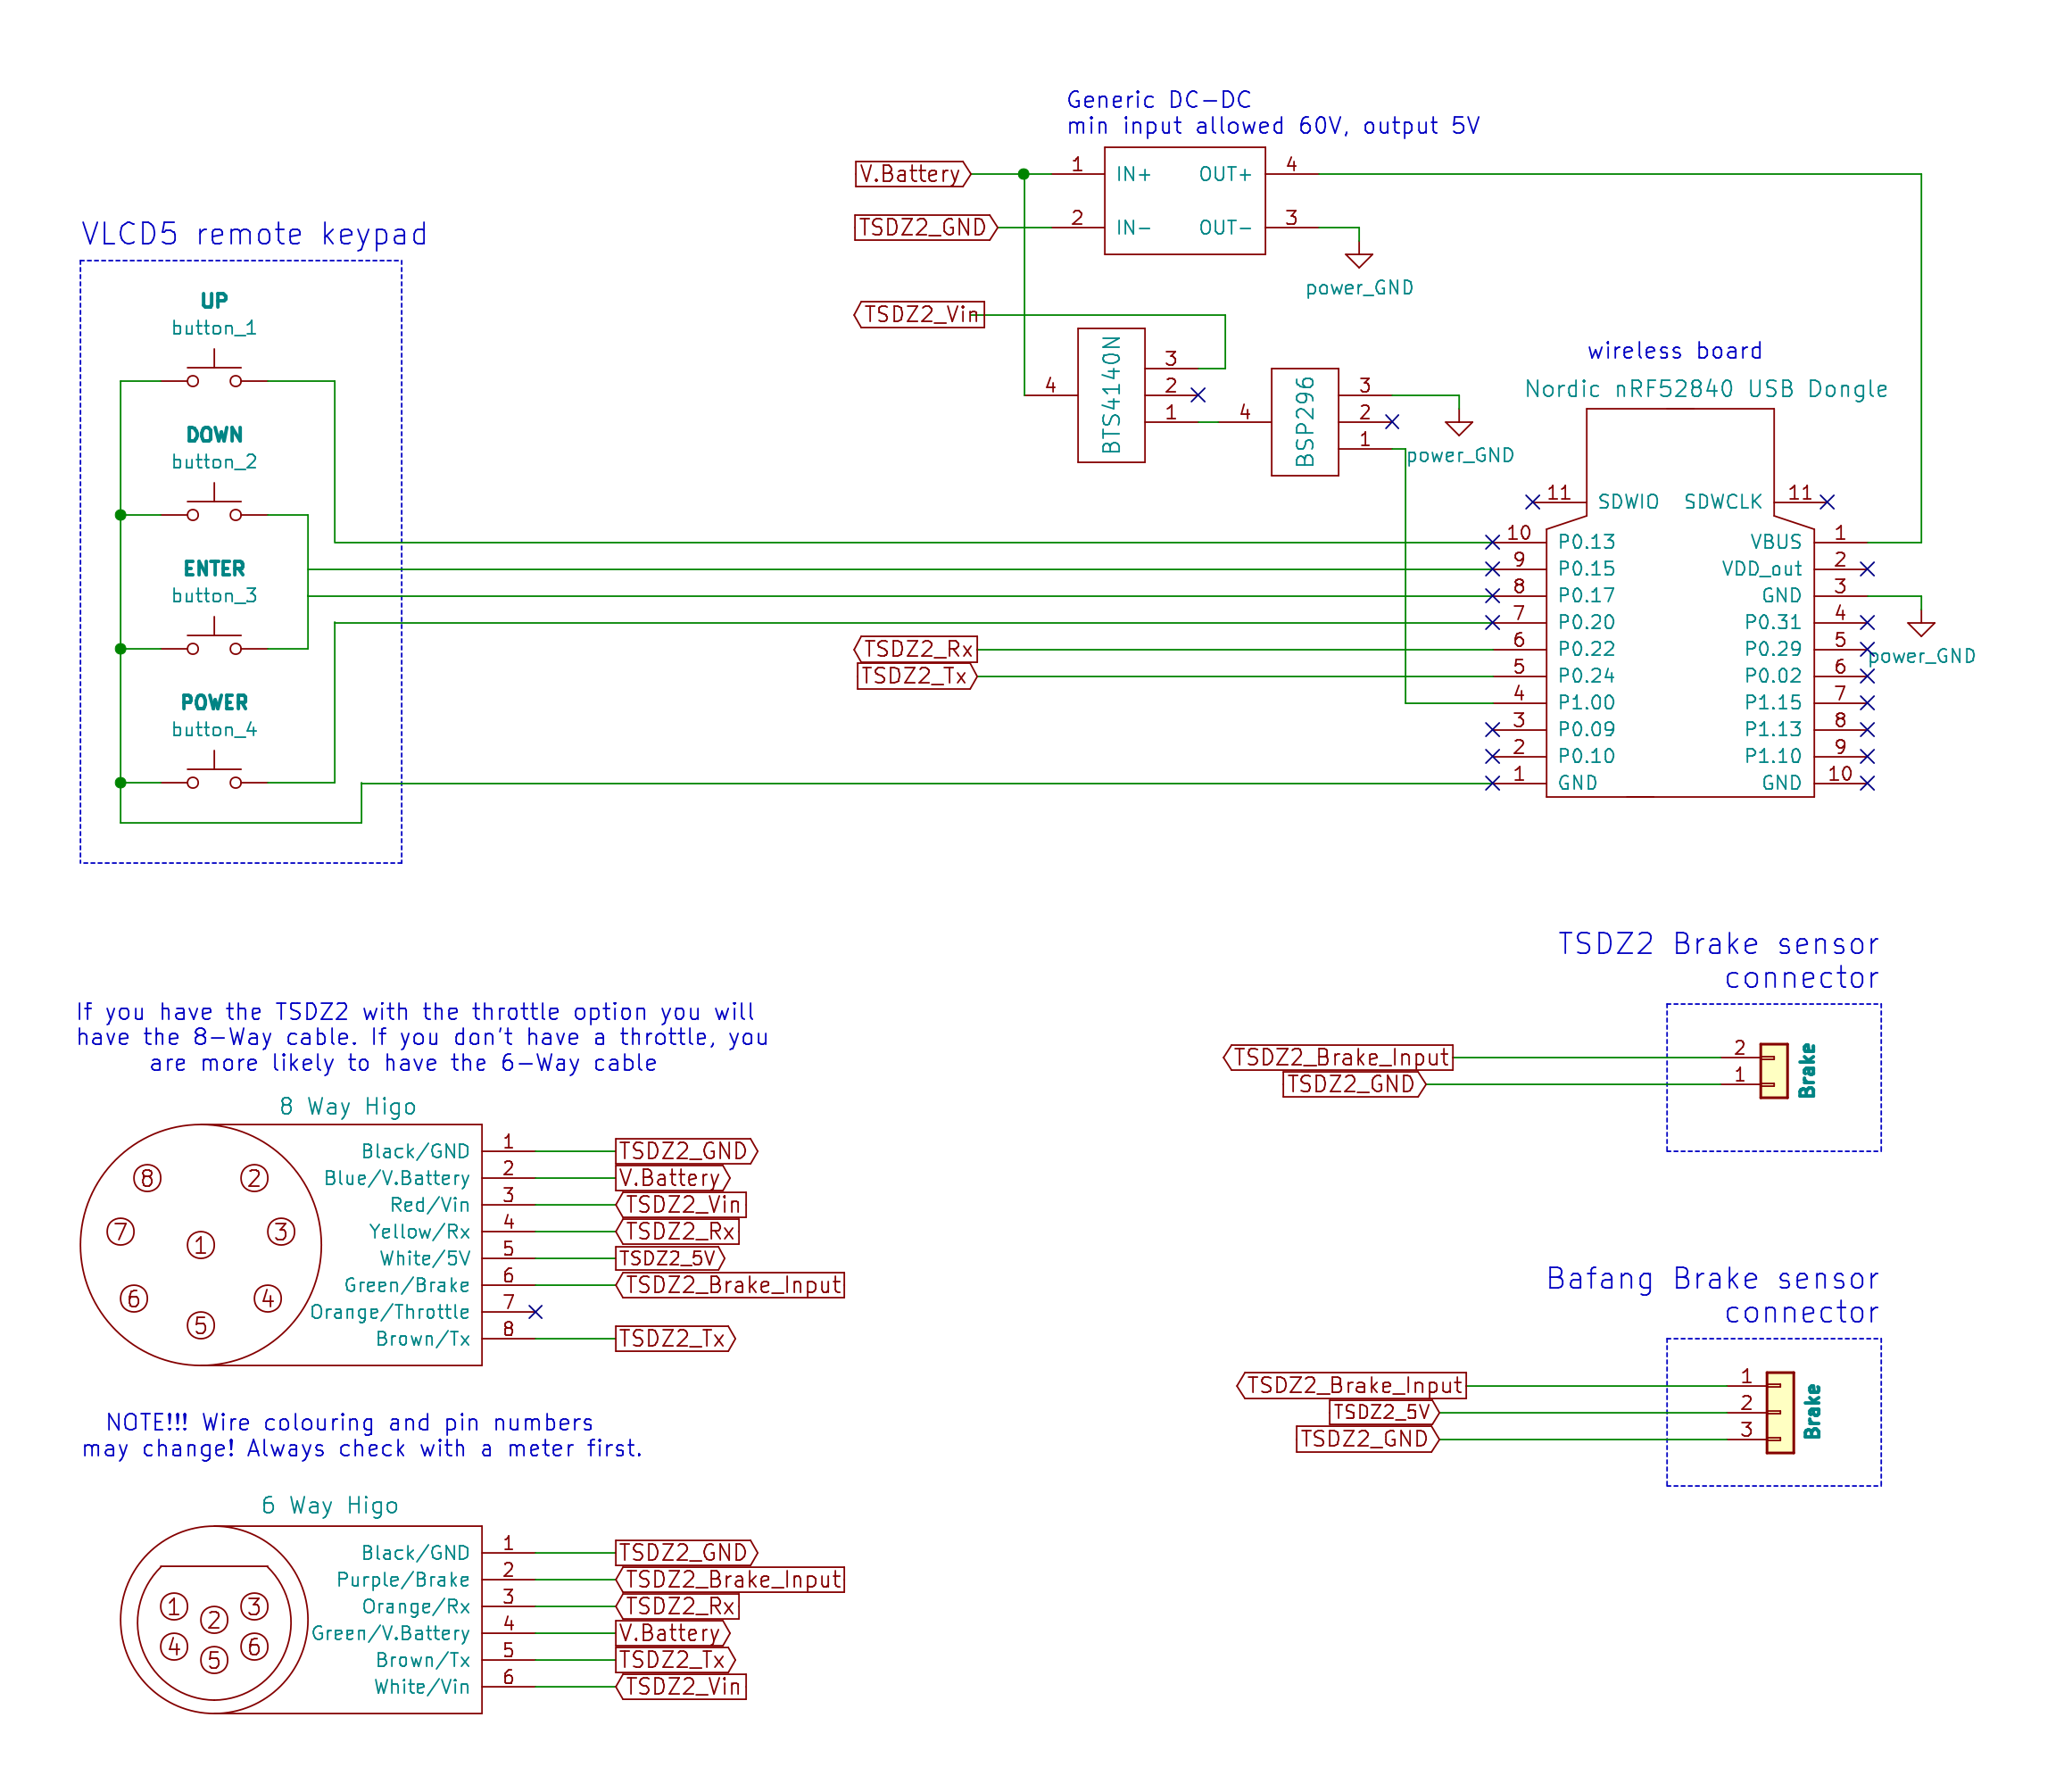 Generic DC-DC
min input allowed 60V, output 5V
V.Battery
TSDZ2_GND
1 IN+ OUT+ 4
2 IN- OUT- 3
power_GND
TSDZ2_Vin
BTS4140N
4
3
2
1
BSP296
4
3
2
1
power_GND
VLCD5 remote keypad
UP
button_1
DOWN
button_2
ENTER
button_3
POWER
button_4
wireless board
Nordic nRF52840 USB Dongle
11 SDWIO SDWCLK 11
10 P0.13 VBUS 1
9 P0.15 VDD_out 2
8 P0.17 GND 3
7 P0.20 P0.31 4
6 P0.22 P0.29 5
5 P0.24 P0.02 6
4 P1.00 P1.15 7
3 P0.09 P1.13 8
2 P0.10 P1.10 9
1 GND GND 10
power_GND
TSDZ2_Rx
TSDZ2_Tx
TSDZ2 Brake sensor
connector
TSDZ2_Brake_Input 2
TSDZ2_GND 1
Brake
If you have the TSDZ2 with the throttle option you will
have the 8-Way cable. If you don't have a throttle, you
are more likely to have the 6-Way cable
8 Way Higo
8 2
7 3
1
6 4
5
Black/GND 1 TSDZ2_GND
Blue/V.Battery 2 V.Battery
Red/Vin 3 TSDZ2_Vin
Yellow/Rx 4 TSDZ2_Rx
White/5V 5 TSDZ2_5V
Green/Brake 6 TSDZ2_Brake_Input
Orange/Throttle 7
Brown/Tx 8 TSDZ2_Tx
Bafang Brake sensor
connector
TSDZ2_Brake_Input 1
TSDZ2_5V 2
TSDZ2_GND 3
Brake
NOTE!!! Wire colouring and pin numbers
may change! Always check with a meter first.
6 Way Higo
1 2 3
4 5 6
Black/GND 1 TSDZ2_GND
Purple/Brake 2 TSDZ2_Brake_Input
Orange/Rx 3 TSDZ2_Rx
Green/V.Battery 4 V.Battery
Brown/Tx 5 TSDZ2_Tx
White/Vin 6 TSDZ2_Vin